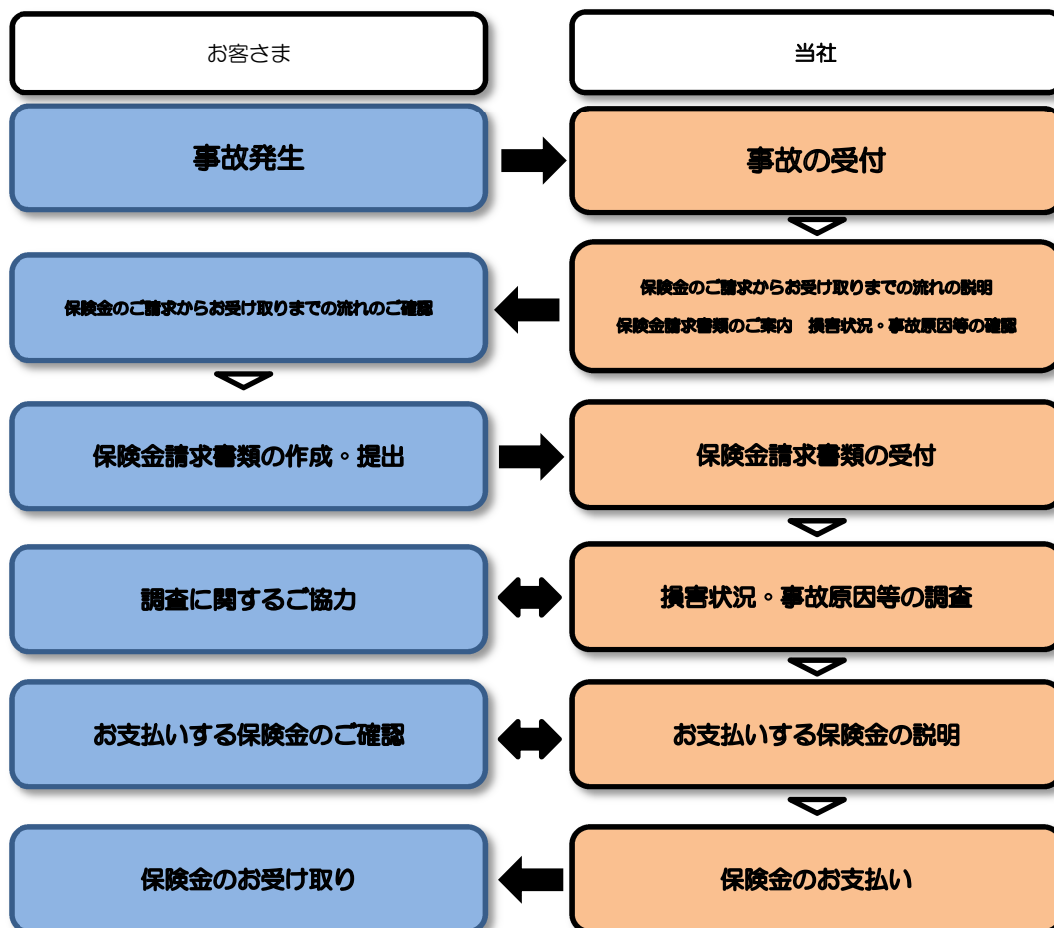 お客さま
当社
事故発生
事故の受付
保険金のご請求からお受け取りまでの流れのご確認
保険金のご請求からお受け取りまでの流れの説明
保険金請求書類のご案内　損害状況・事故原因等の確認
保険金請求書類の作成・提出
保険金請求書類の受付
調査に関するご協力
損害状況・事故原因等の調査
お支払いする保険金のご確認
お支払いする保険金の説明
保険金のお受け取り
保険金のお支払い